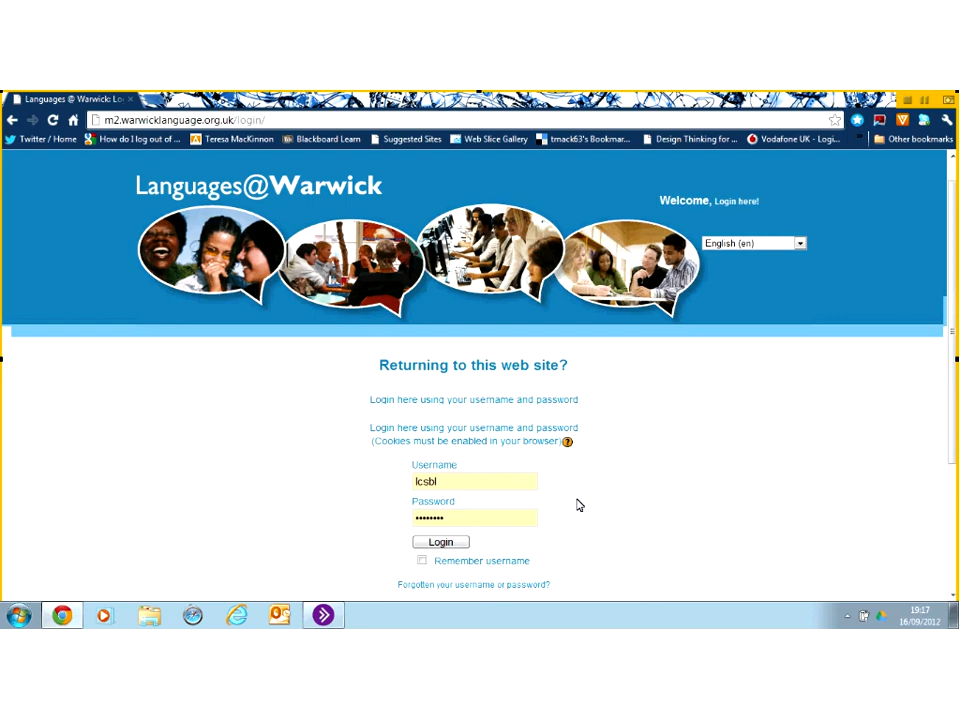 Languages @ Warwick: Lo
m2.warwicklanguage.org.uk/login/
Twitter / Home
How do I log out of ...
Teresa MacKinnon
Blackboard Learn
Suggested Sites
Web Slice Gallery
tmack63's Bookmar...
Design Thinking for ...
Vodafone UK - Logi...
»
Other bookmarks
Languages@Warwick
Welcome, Login here!
English (en)
Returning to this web site?
Login here using your username and password
Login here using your username and password
(Cookies must be enabled in your browser)?
Username
lcsbl
Password
••••••••
Login
Remember username
Forgotten your username or password?
19:17
16/09/2012